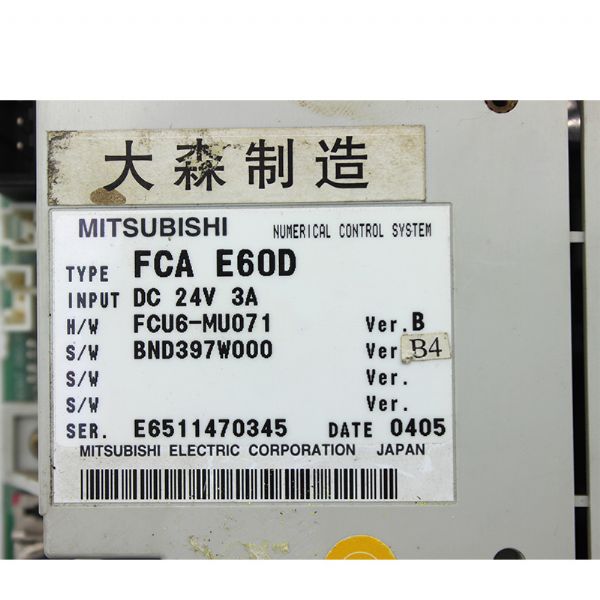 大森制造
MITSUBISHI NUMERICAL CONTROL SYSTEM
TYPE FCA E60D
INPUT DC 24V 3A
H/W FCU6-MU071 Ver.B
S/W BND397W000 Ver B4
S/W Ver.
S/W Ver.
SER. E6511470345 DATE 0405
MITSUBISHI ELECTRIC CORPORATION JAPAN